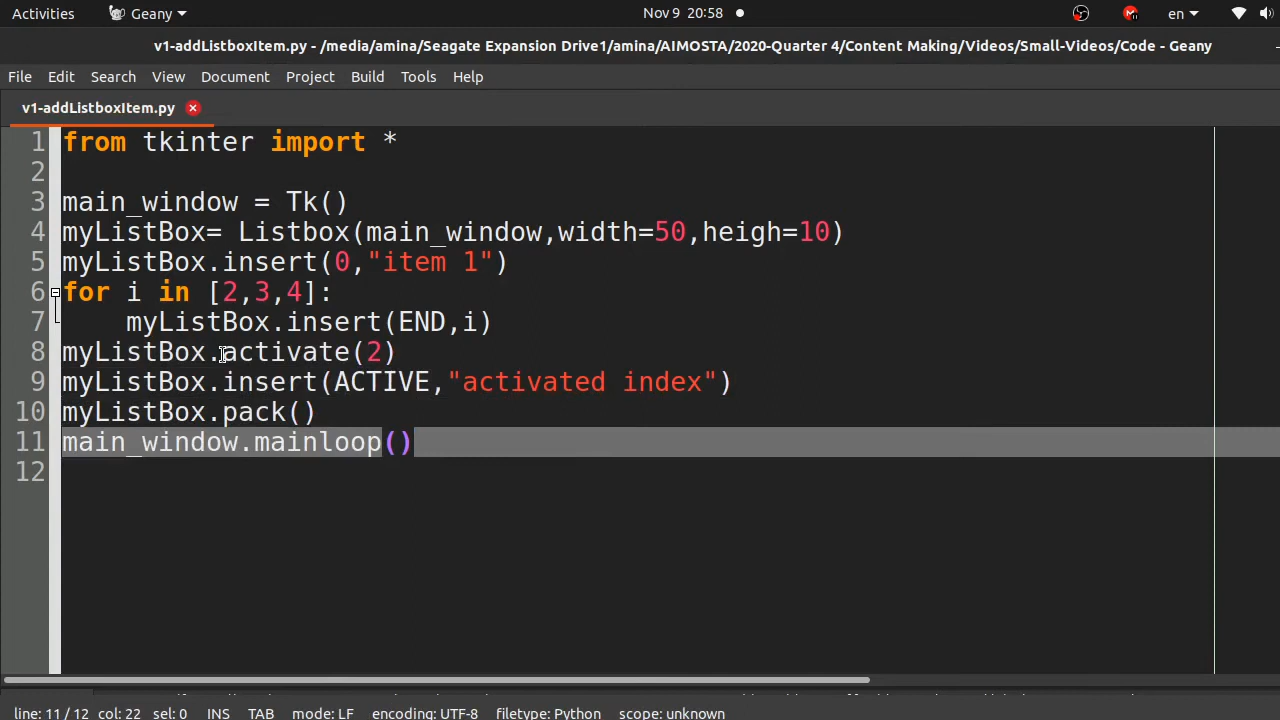 Activities Geany Nov 9 20:58 en
v1-addListboxItem.py - /media/amina/Seagate Expansion Drive1/amina/AIMOSTA/2020-Quarter 4/Content Making/Videos/Small-Videos/Code - Geany
File Edit Search View Document Project Build Tools Help
v1-addListboxItem.py
1 from tkinter import *
2
3 main_window = Tk()
4 myListBox= Listbox(main_window,width=50,heigh=10)
5 myListBox.insert(0,"item 1")
6 for i in [2,3,4]:
7 myListBox.insert(END,i)
8 myListBox.activate(2)
9 myListBox.insert(ACTIVE,"activated index")
10 myListBox.pack()
11 main_window.mainloop()
12
line: 11 / 12 col: 22 sel: 0 INS TAB mode: LF encoding: UTF-8 filetype: Python scope: unknown